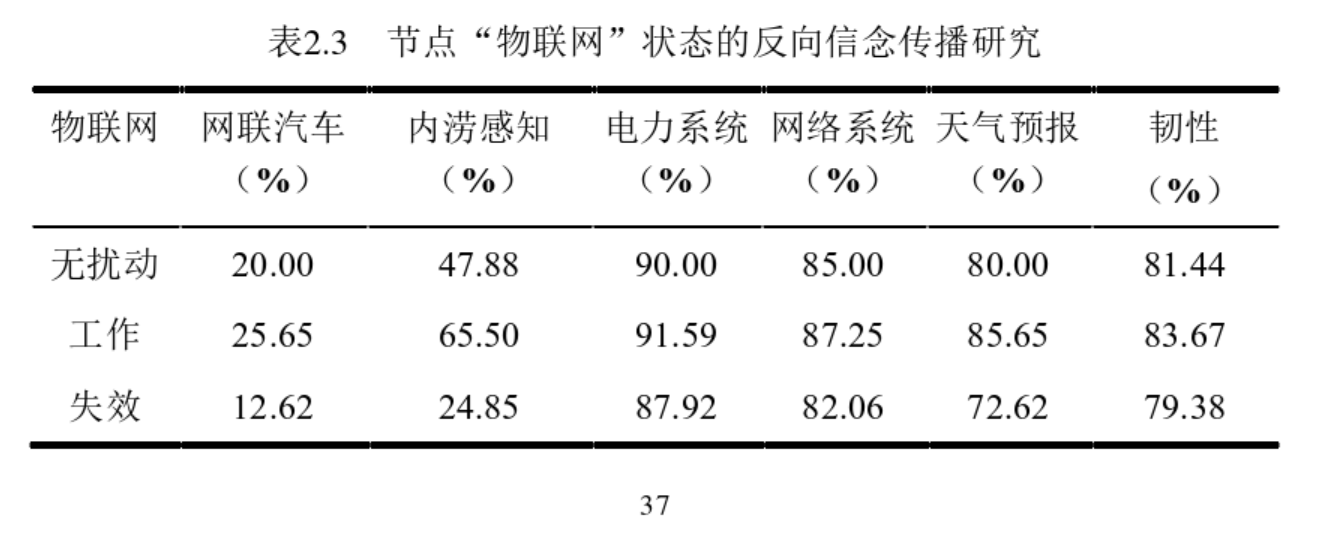 表2.3 节点“物联网”状态的反向信念传播研究
物联网 网联汽车 内涝感知 电力系统 网络系统 天气预报 韧性
（%） （%） （%） （%） （%） （%）
无扰动 20.00 47.88 90.00 85.00 80.00 81.44
工作 25.65 65.50 91.59 87.25 85.65 83.67
失效 12.62 24.85 87.92 82.06 72.62 79.38
37